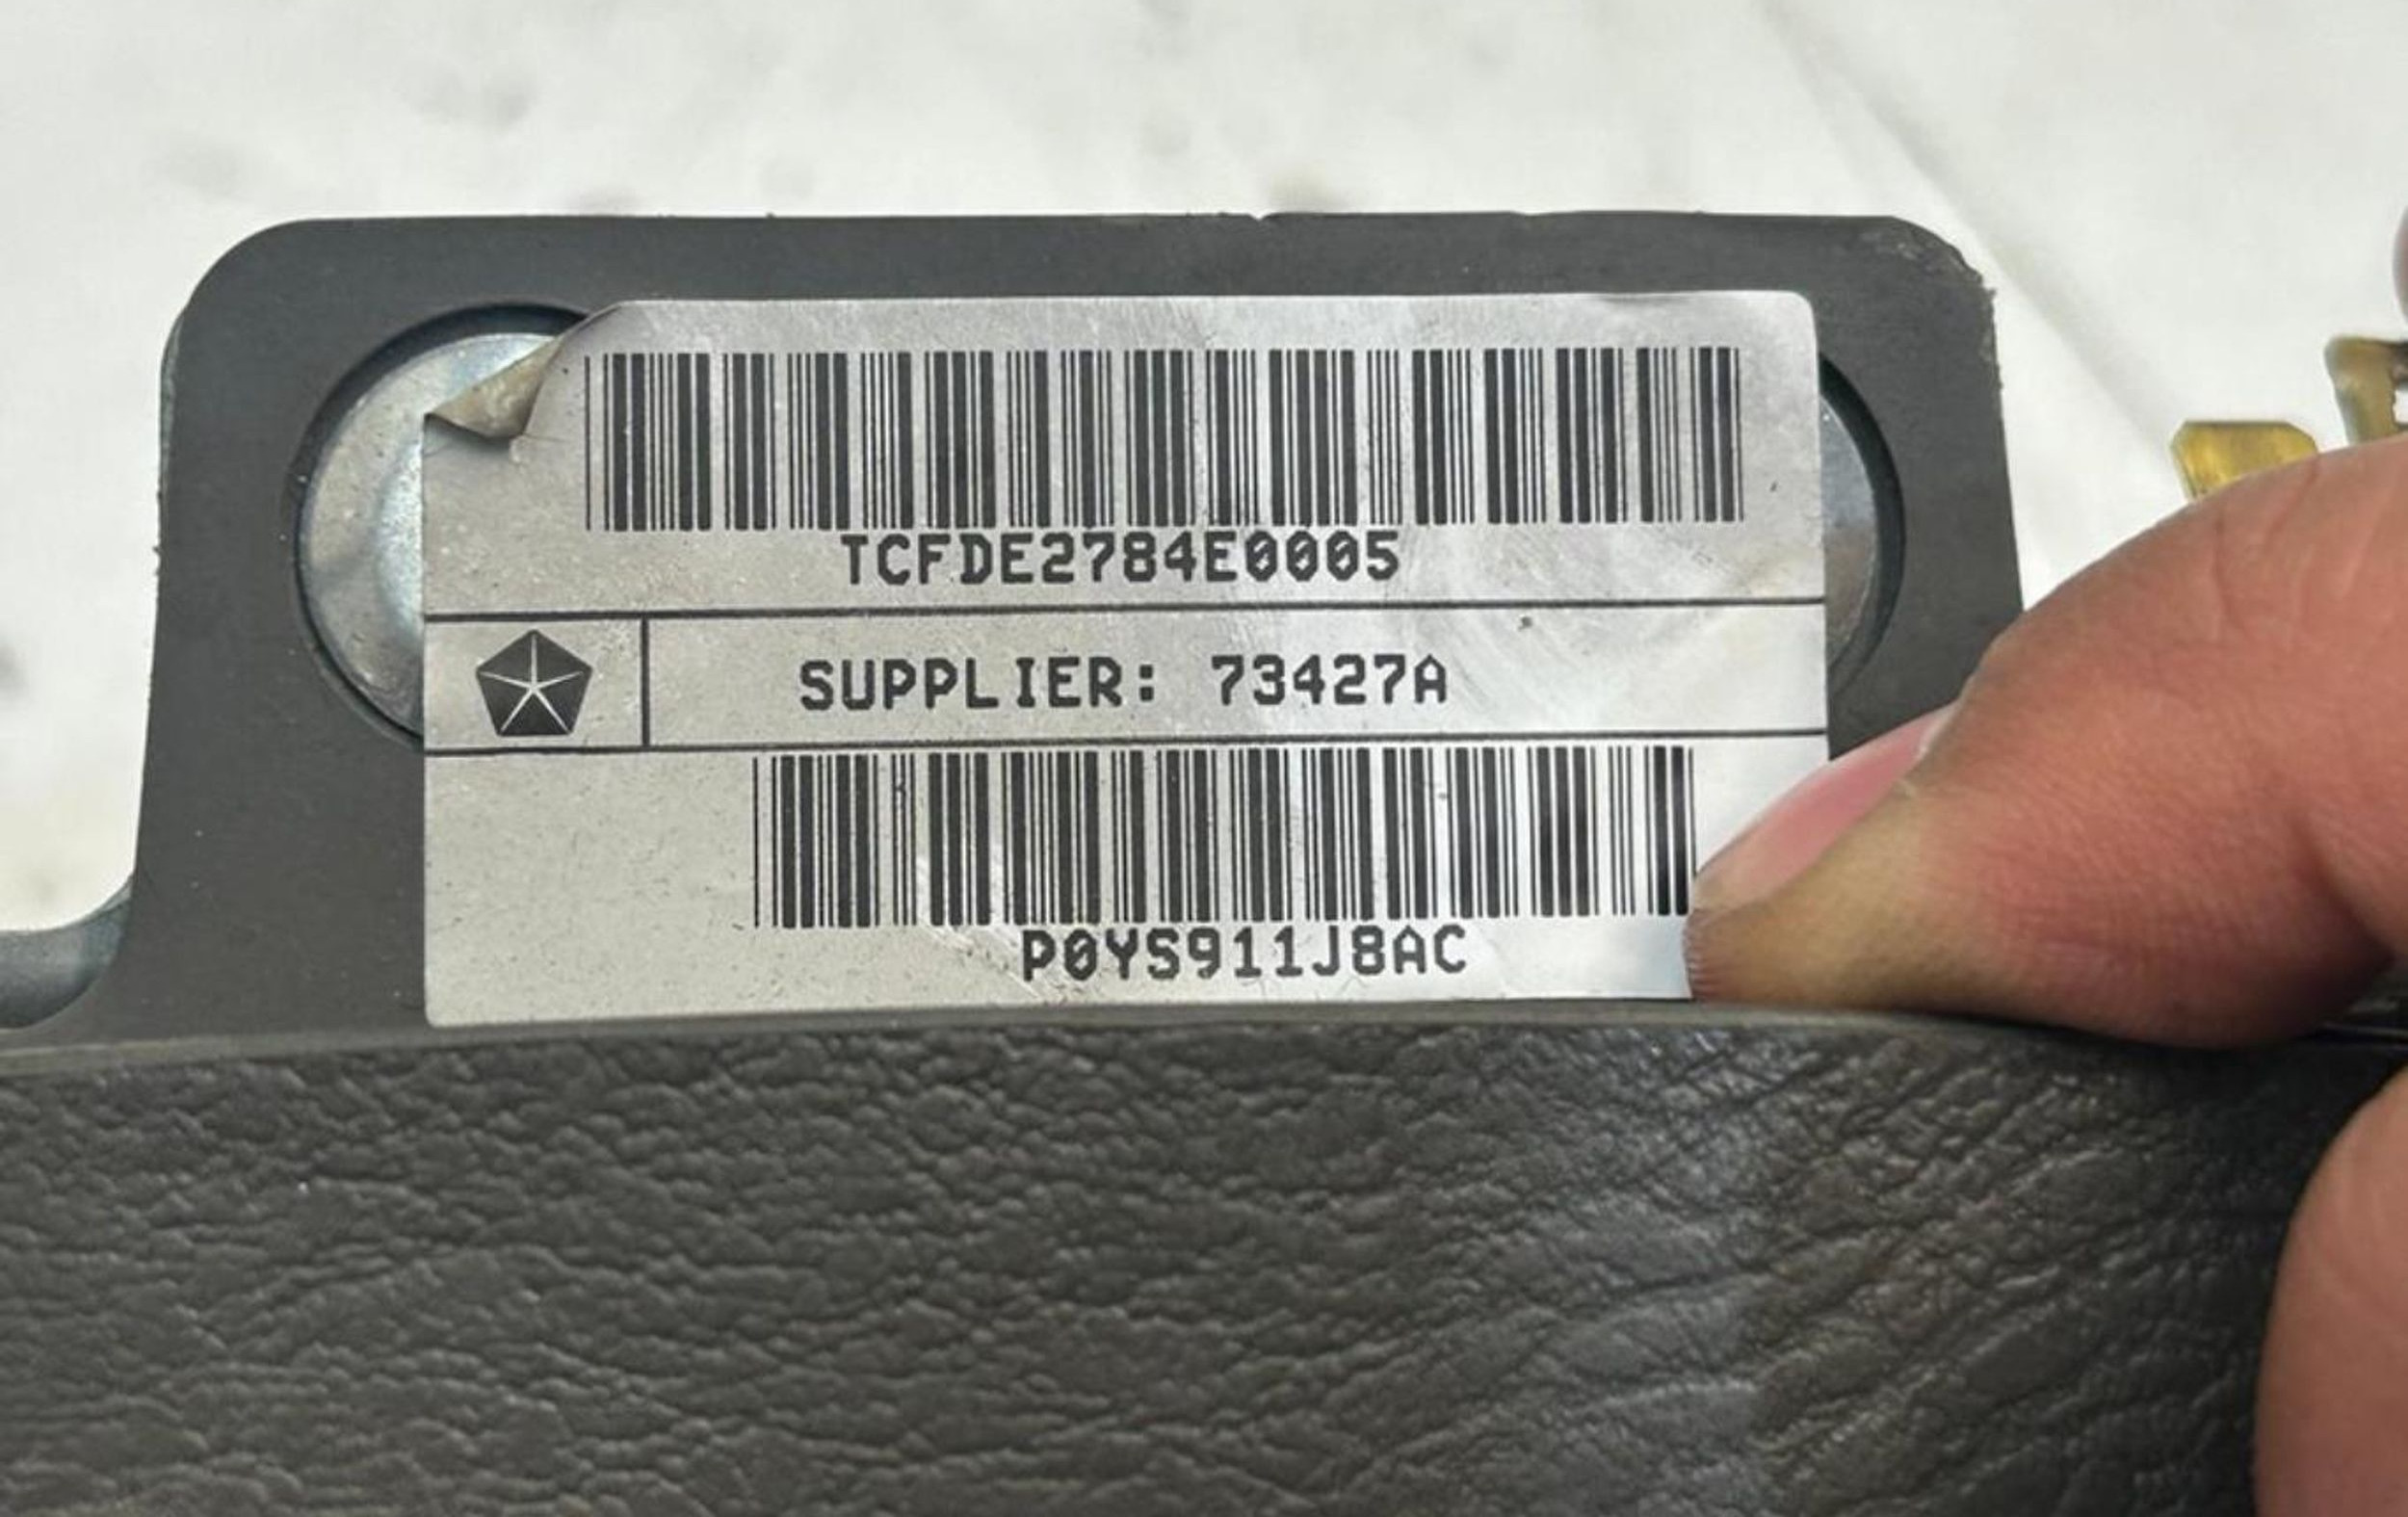 TCFDE2784E0005
SUPPLIER: 73427A
P0YS911J8AC